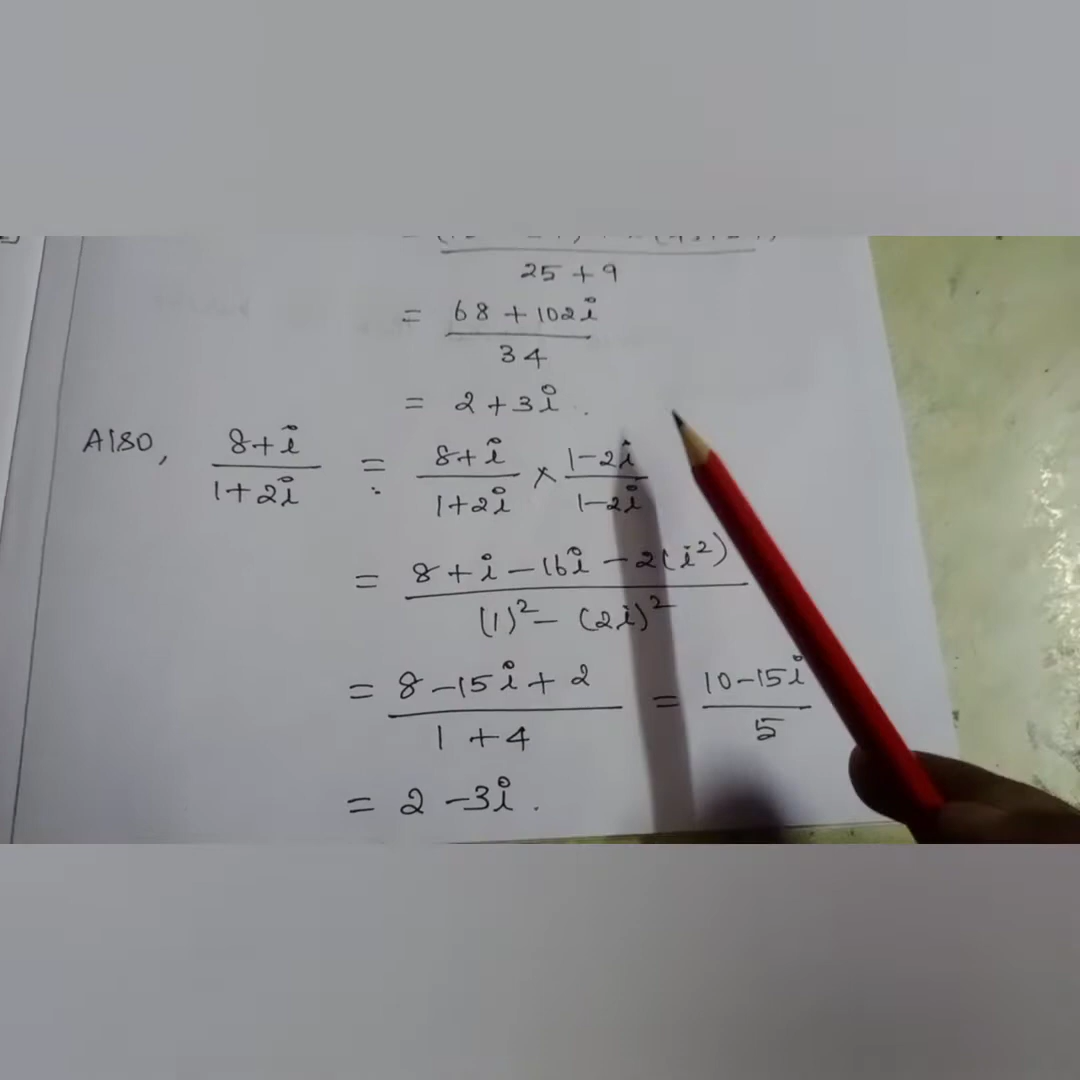 25 + 9
= 68 + 102i / 34
= 2 + 3i .
Also, 8+i / 1+2i = 8+i / 1+2i × 1-2i / 1-2i
= 8 + i - 16i - 2(i²) / (1)² - (2i)²
= 8 - 15i + 2 / 1 + 4 = 10 - 15i / 5
= 2 - 3i .